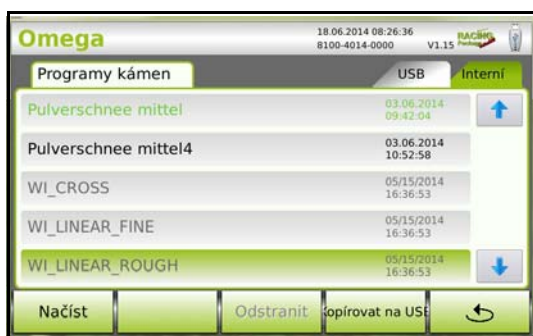 Omega
18.06.2014 08:26:36
8100-4014-0000 V1.15
RACING
Programy kámen
USB
Interní
Pulverschnee mittel
03.06.2014
09:42:04
Pulverschnee mittel4
03.06.2014
10:52:58
WI_CROSS
05/15/2014
16:36:53
WI_LINEAR_FINE
05/15/2014
16:36:53
WI_LINEAR_ROUGH
05/15/2014
16:36:53
Načíst
Odstranit
opírovat na USB